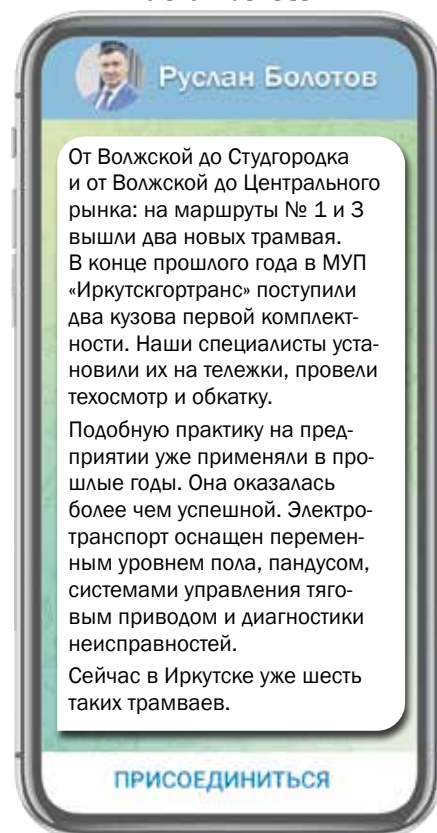 Руслан Болотов
От Волжской до Студгородка
и от Волжской до Центрального
рынка: на маршруты № 1 и 3
вышли два новых трамвая.
В конце прошлого года в МУП
«Иркутскгортранс» поступили
два кузова первой комплект-
ности. Наши специалисты уста-
новили их на тележки, провели
техосмотр и обкатку.
Подобную практику на пред-
приятии уже применяли в про-
шлые годы. Она оказалась
более чем успешной. Электро-
транспорт оснащен перемен-
ным уровнем пола, пандусом,
системами управления тяго-
вым приводом и диагностики
неисправностей.
Сейчас в Иркутске уже шесть
таких трамваев.
ПРИСОЕДИНИТЬСЯ